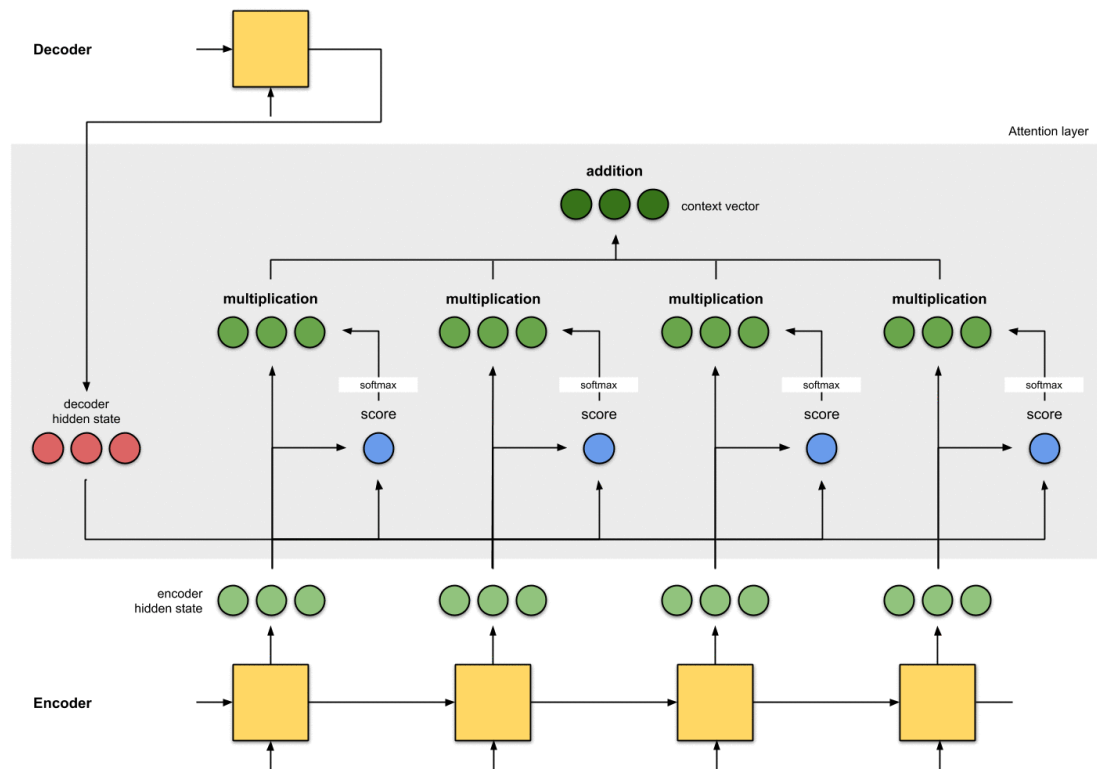 Decoder
Attention layer
addition
context vector
multiplication
multiplication
multiplication
multiplication
softmax
softmax
softmax
softmax
decoder
hidden state
score
score
score
score
encoder
hidden state
Encoder